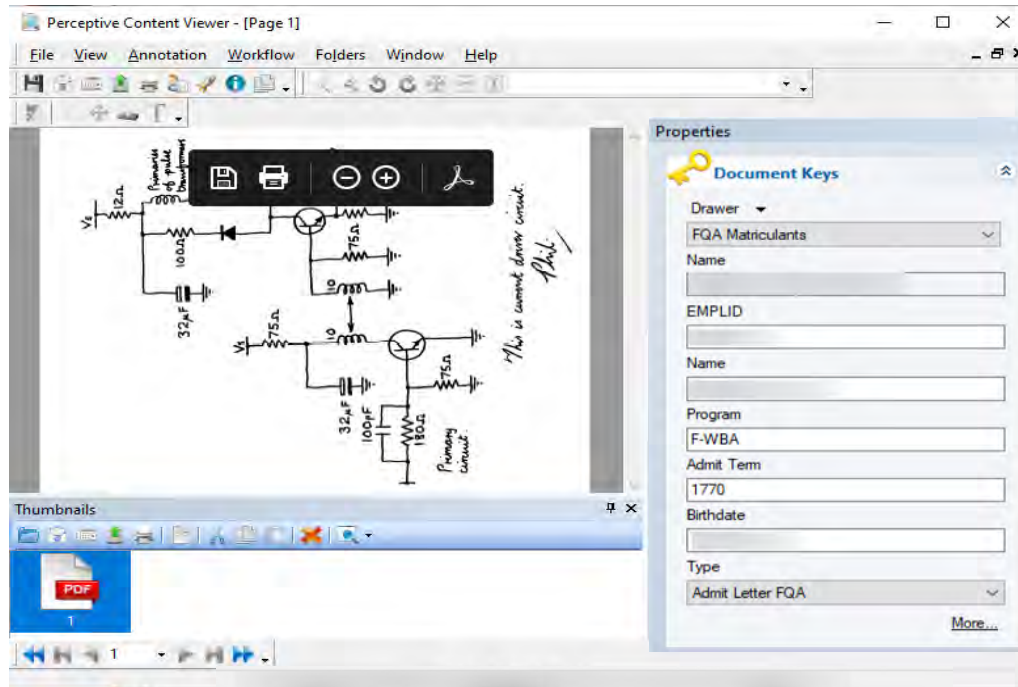 Perceptive Content Viewer - [Page 1]
File View Annotation Workflow Folders Window Help
Properties
Document Keys
Drawer
FQA Matriculants
Name
EMPLID
Name
Program
F-WBA
Admit Term
1770
Birthdate
Type
Admit Letter FQA
More...
V2
12Ω
Primaries
of pulse
transformers
100Ω
32µF
75Ω
10
10
V1
75Ω
32µF
100pF
180Ω
75Ω
Primary
circuit.
This is current driver circuit.
Phil.
Thumbnails
PDF
1
1